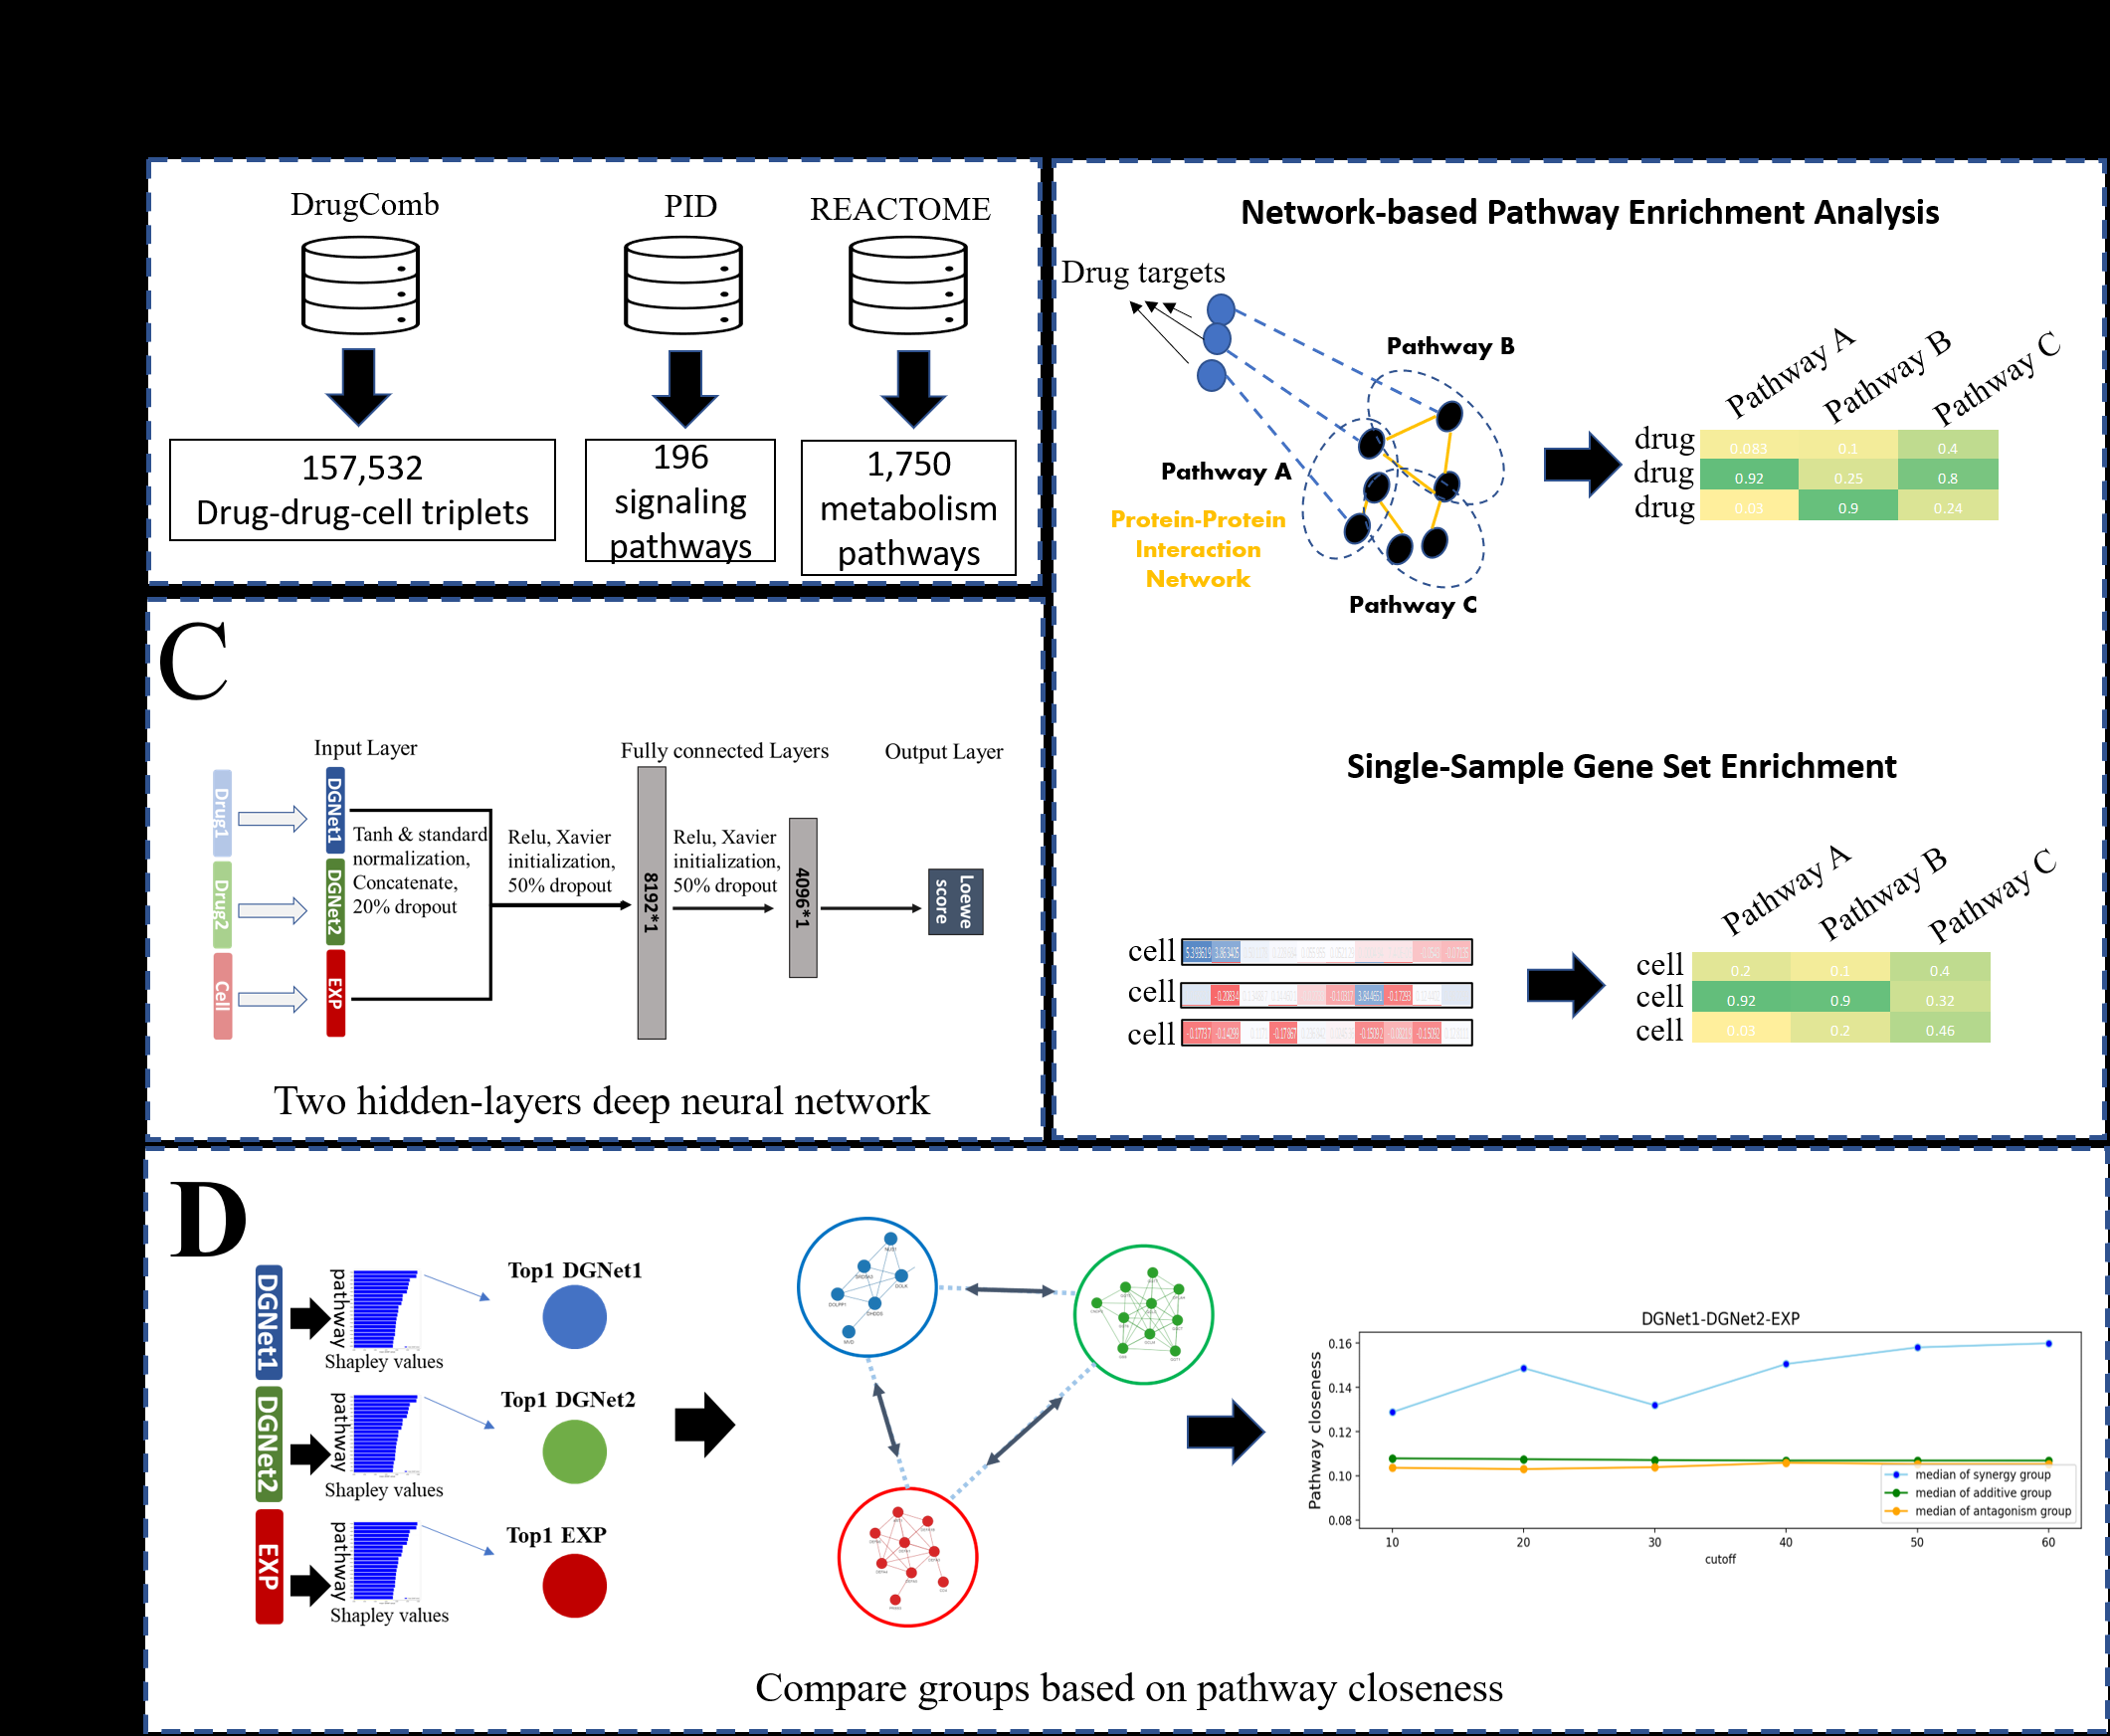 DrugComb
PID
REACTOME
157,532
Drug-drug-cell triplets
196
signaling
pathways
1,750
metabolism
pathways
Network-based Pathway Enrichment Analysis
Drug targets
Pathway B
Pathway A
Protein-Protein
Interaction
Network
Pathway C
Pathway A
Pathway B
Pathway C
drug 0.083 0.1 0.4
drug 0.92 0.25 0.8
drug 0.03 0.9 0.24
Single-Sample Gene Set Enrichment
cell
cell
cell
Pathway A
Pathway B
Pathway C
cell 0.2 0.1 0.4
cell 0.92 0.9 0.32
cell 0.03 0.2 0.46
C
Input Layer
Fully connected Layers
Output Layer
Drug1
Drug2
Cell
DGNet1
DGNet2
EXP
Tanh & standard
normalization,
Concatenate,
20% dropout
Relu, Xavier
initialization,
50% dropout
8192*1
Relu, Xavier
initialization,
50% dropout
4096*1
Loewe
score
Two hidden-layers deep neural network
D
DGNet1
DGNet2
EXP
pathway
Shapley values
pathway
Shapley values
pathway
Shapley values
Top1 DGNet1
Top1 DGNet2
Top1 EXP
DGNet1-DGNet2-EXP
Pathway closeness
0.16
0.14
0.12
0.10
0.08
10 20 30 40 50 60
cutoff
median of synergy group
median of additive group
median of antagonism group
Compare groups based on pathway closeness